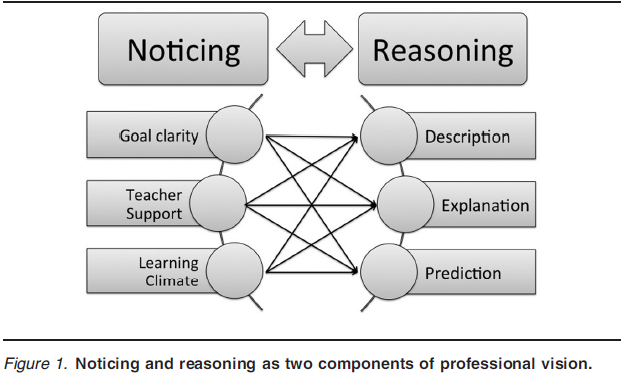 Noticing
Reasoning
Goal clarity
Description
Teacher
Support
Explanation
Learning
Climate
Prediction
Figure 1. Noticing and reasoning as two components of professional vision.